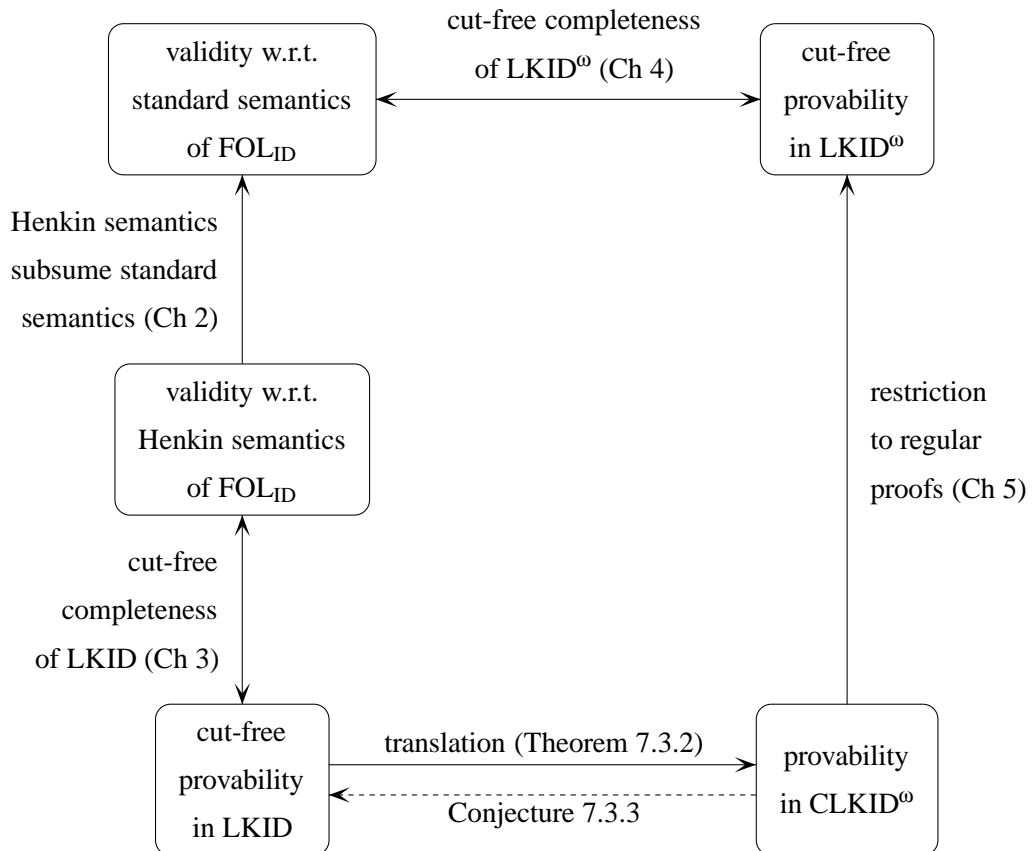 validity w.r.t.
standard semantics
of FOL_ID
cut-free completeness
of LKID^ω (Ch 4)
cut-free
provability
in LKID^ω
Henkin semantics
subsume standard
semantics (Ch 2)
validity w.r.t.
Henkin semantics
of FOL_ID
restriction
to regular
proofs (Ch 5)
cut-free
completeness
of LKID (Ch 3)
cut-free
provability
in LKID
translation (Theorem 7.3.2)
Conjecture 7.3.3
provability
in CLKID^ω